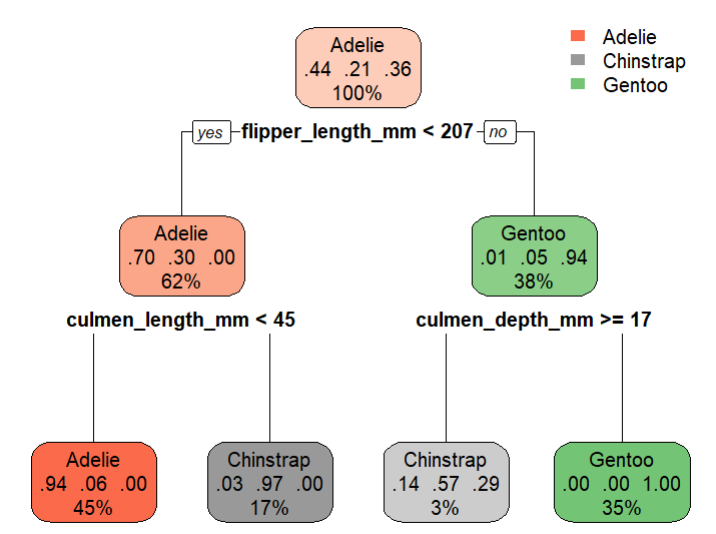 Adelie
.44 .21 .36
100%
Adelie
Chinstrap
Gentoo
yes flipper_length_mm < 207 no
Adelie
.70 .30 .00
62%
Gentoo
.01 .05 .94
38%
culmen_length_mm < 45
culmen_depth_mm >= 17
Adelie
.94 .06 .00
45%
Chinstrap
.03 .97 .00
17%
Chinstrap
.14 .57 .29
3%
Gentoo
.00 .00 1.00
35%